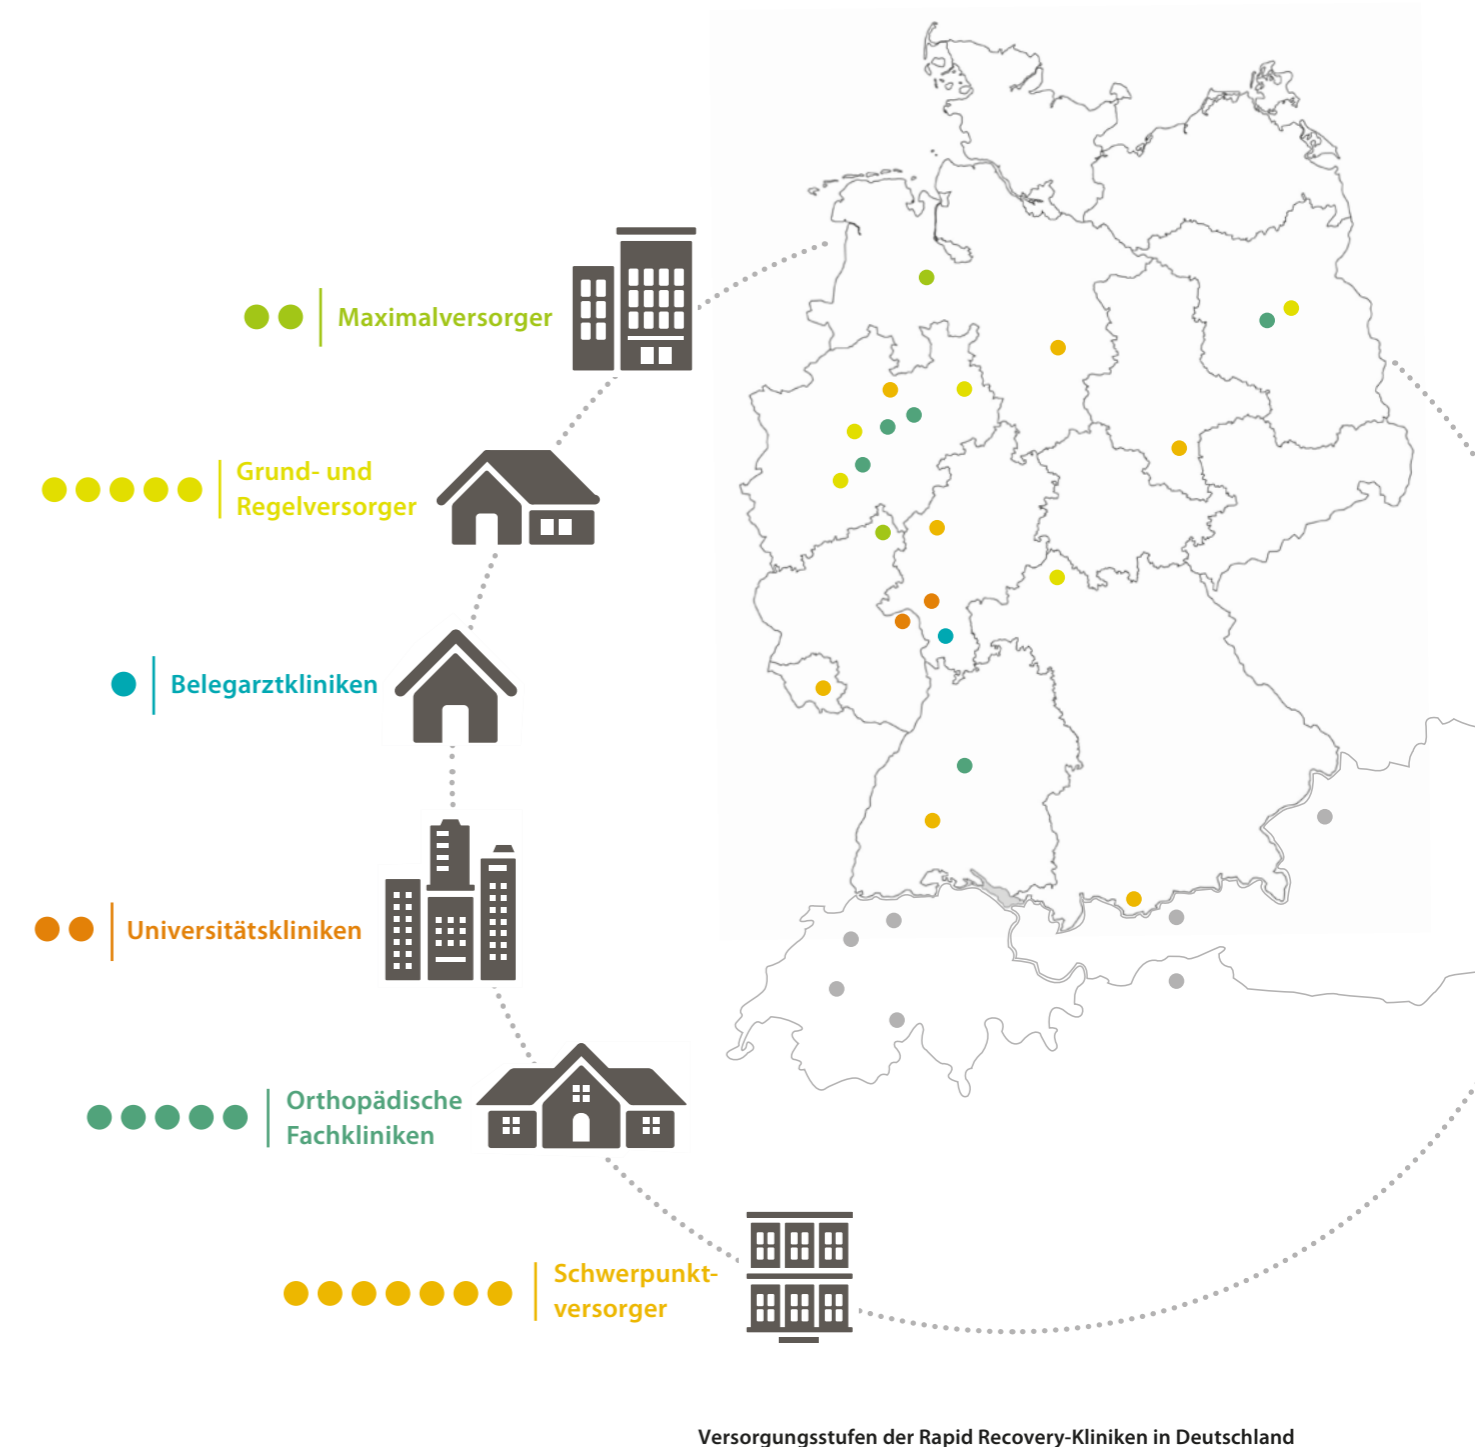 Maximalversorger
Grund- und
Regelversorger
Belegarztkliniken
Universitätskliniken
Orthopädische
Fachkliniken
Schwerpunkt-
versorger
Versorgungsstufen der Rapid Recovery-Kliniken in Deutschland